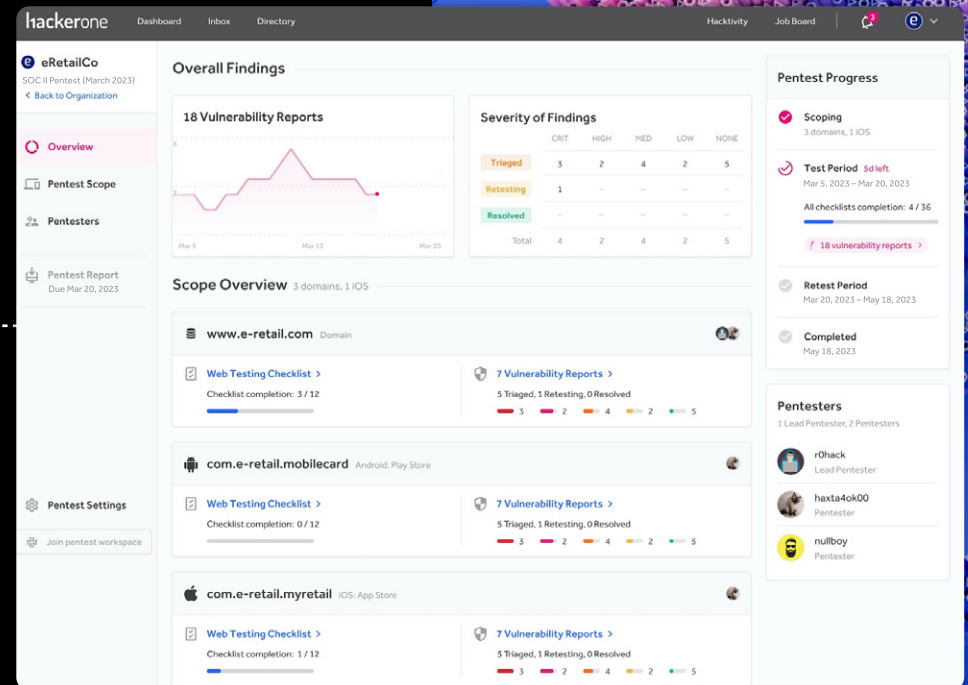 hackerone Dashboard Inbox Directory Hacktivity Job Board 3 e
e eRetailCo
SOC II Pentest (March 2023)
< Back to Organization
Overview
Pentest Scope
Pentesters
Pentest Report
Due Mar 20, 2023
Pentest Settings
Join pentest workspace
Overall Findings
18 Vulnerability Reports
Mar 5 Mar 12 Mar 20
Severity of Findings
CRIT HIGH MED LOW NONE
Triaged 3 2 4 2 5
Retesting 1 – – – –
Resolved – – – – –
Total 4 2 4 2 5
Scope Overview 3 domains, 1 iOS
www.e-retail.com Domain
Web Testing Checklist >
Checklist completion: 3 / 12
7 Vulnerability Reports >
5 Triaged, 1 Retesting, 0 Resolved
3 2 4 2 5
com.e-retail.mobilecard Android: Play Store
Web Testing Checklist >
Checklist completion: 0 / 12
7 Vulnerability Reports >
5 Triaged, 1 Retesting, 0 Resolved
3 2 4 2 5
com.e-retail.myretail iOS: App Store
Web Testing Checklist >
Checklist completion: 1 / 12
7 Vulnerability Reports >
5 Triaged, 1 Retesting, 0 Resolved
3 2 4 2 5
Pentest Progress
Scoping
3 domains, 1 iOS
Test Period 5d left
Mar 5, 2023 – Mar 20, 2023
All checklists completion: 4 / 36
18 vulnerability reports >
Retest Period
Mar 20, 2023 – May 18, 2023
Completed
May 18, 2023
Pentesters
1 Lead Pentester, 2 Pentesters
r0hack
Lead Pentester
haxta4ok00
Pentester
nullboy
Pentester